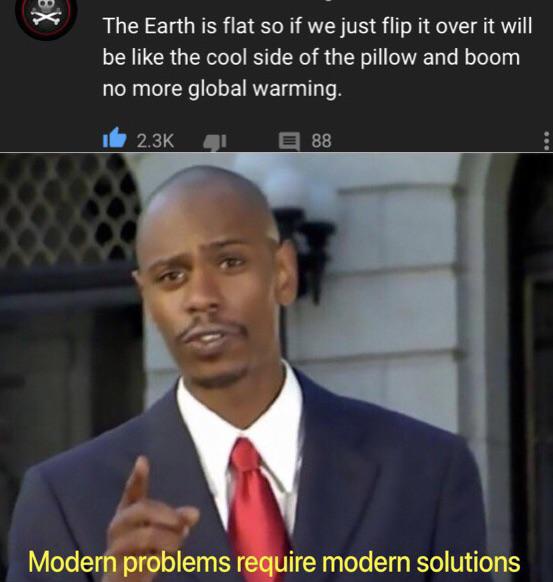 The Earth is flat so if we just flip it over it will
be like the cool side of the pillow and boom
no more global warming.
2.3K
88
Modern problems require modern solutions